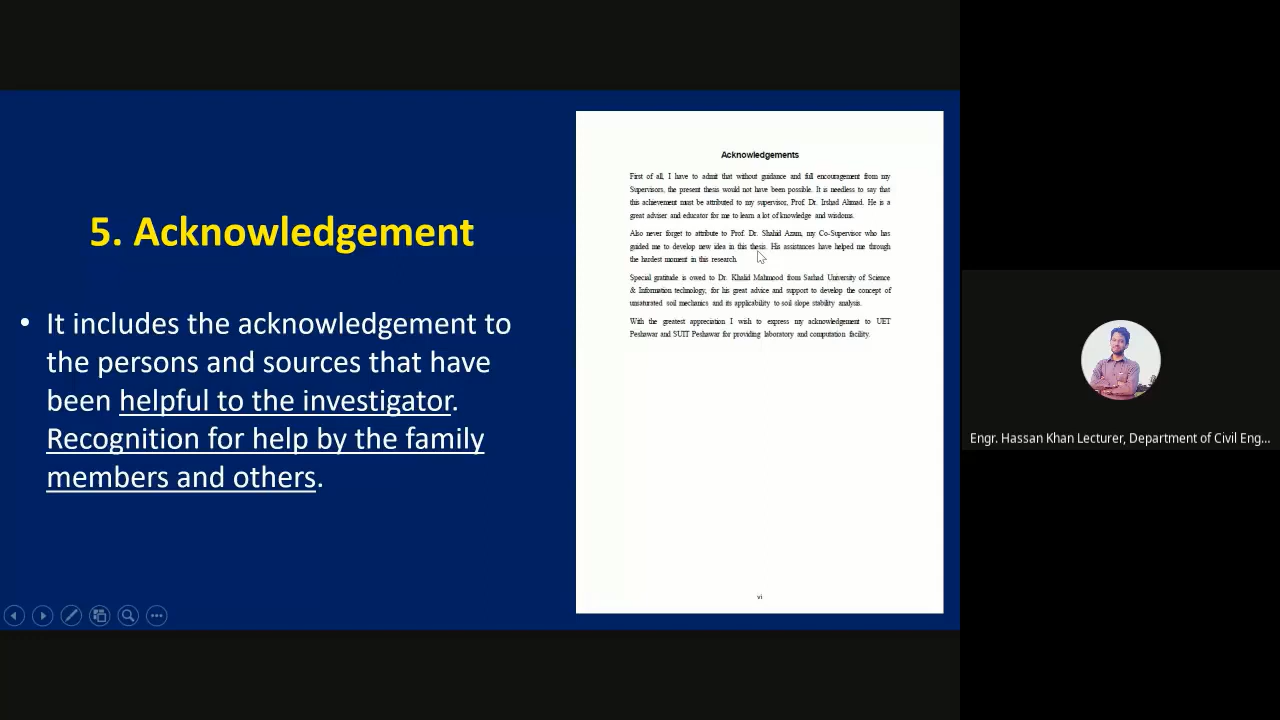 5. Acknowledgement
• It includes the acknowledgement to
the persons and sources that have
been helpful to the investigator.
Recognition for help by the family
members and others.
Acknowledgements
First of all, I have to admit that without guidance and full encouragement from my
Supervisors, the present thesis would not have been possible. It is needless to say that
this achievement must be attributed to my supervisor, Prof. Dr. Irshad Ahmad. He is a
great adviser and educator for me to learn a lot of knowledge and wisdoms.
Also never forget to attribute to Prof. Dr. Shahid Azam, my Co-Supervisor who has
guided me to develop new idea in this thesis. His assistances have helped me through
the hardest moment in this research.
Special gratitude is owed to Dr. Khalid Mahmood from Sarhad University of Science
& Information technology, for his great advice and support to develop the concept of
unsaturated soil mechanics and its applicability to soil slope stability analysis.
With the greatest appreciation I wish to express my acknowledgement to UET
Peshawar and SUIT Peshawar for providing laboratory and computation facility.
vi
Engr. Hassan Khan Lecturer, Department of Civil Eng...